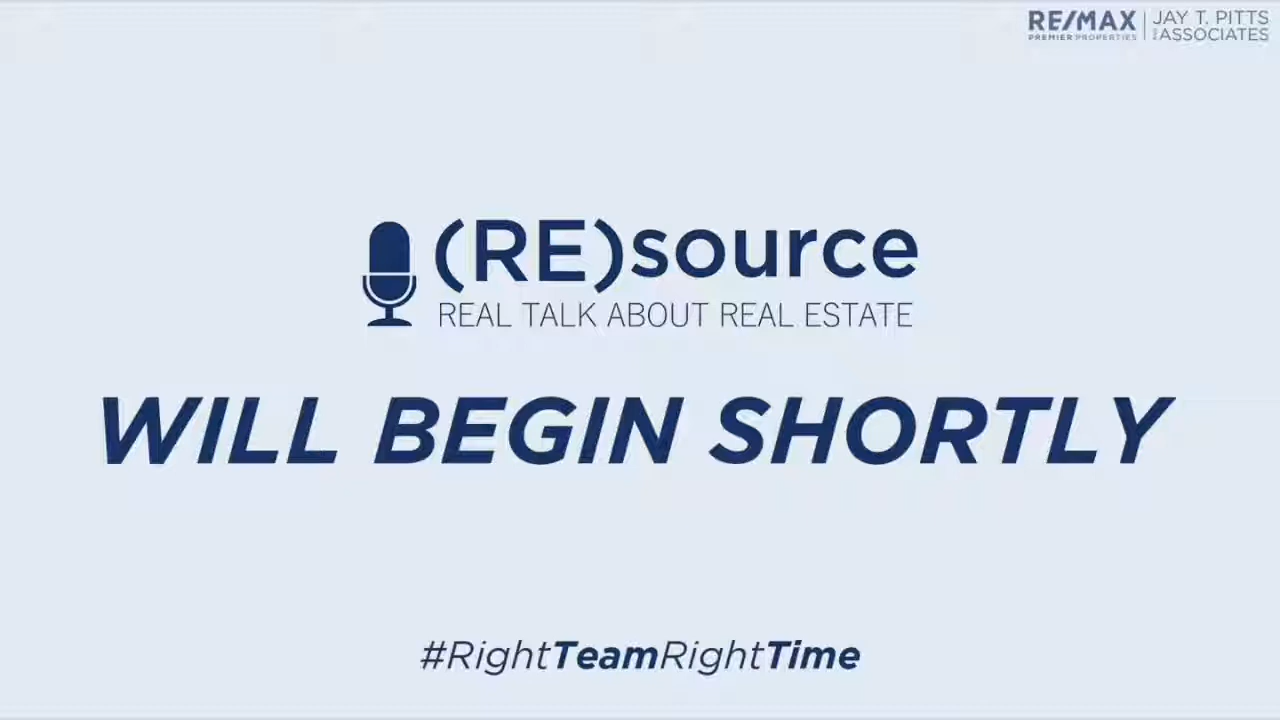 RE/MAX
PREMIER PROPERTIES
JAY T. PITTS
& ASSOCIATES
(RE)source
REAL TALK ABOUT REAL ESTATE
WILL BEGIN SHORTLY
#RightTeamRightTime